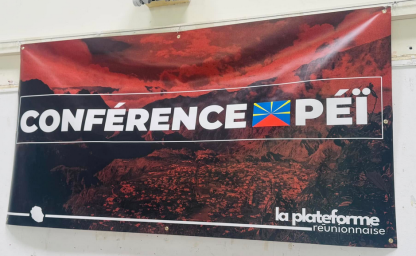 CONFÉRENCE PÉÏ
la plateforme
réunionnaise